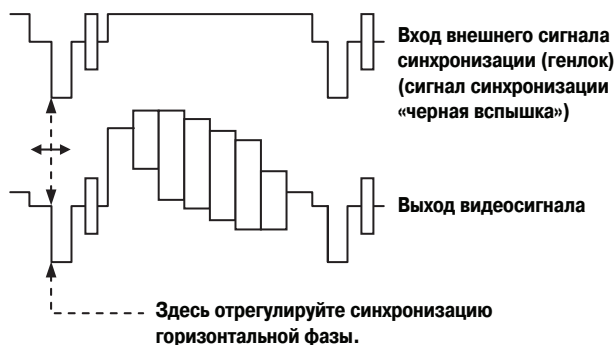 Вход внешнего сигнала
синхронизации (генлок)
(сигнал синхронизации
«черная вспышка»)
Выход видеосигнала
Здесь отрегулируйте синхронизацию
горизонтальной фазы.